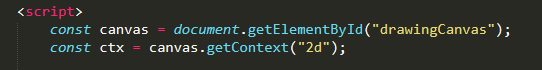 <script>
const canvas = document.getElementById("drawingCanvas");
const ctx = canvas.getContext("2d");